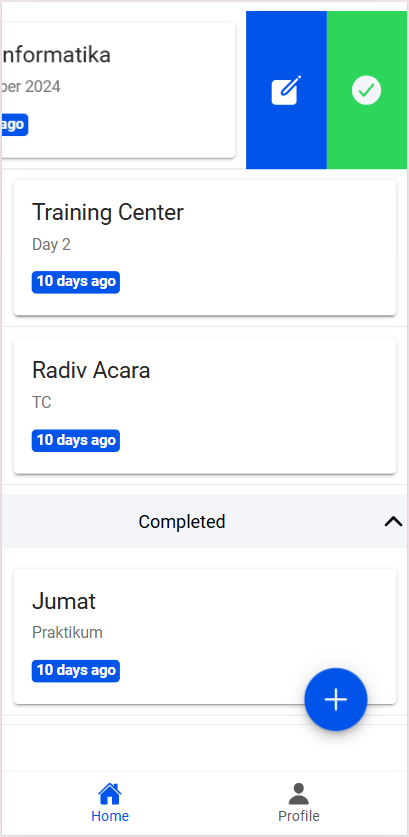 nformatika
ber 2024
ago
Training Center
Day 2
10 days ago
Radiv Acara
TC
10 days ago
Completed
Jumat
Praktikum
10 days ago
Home
Profile